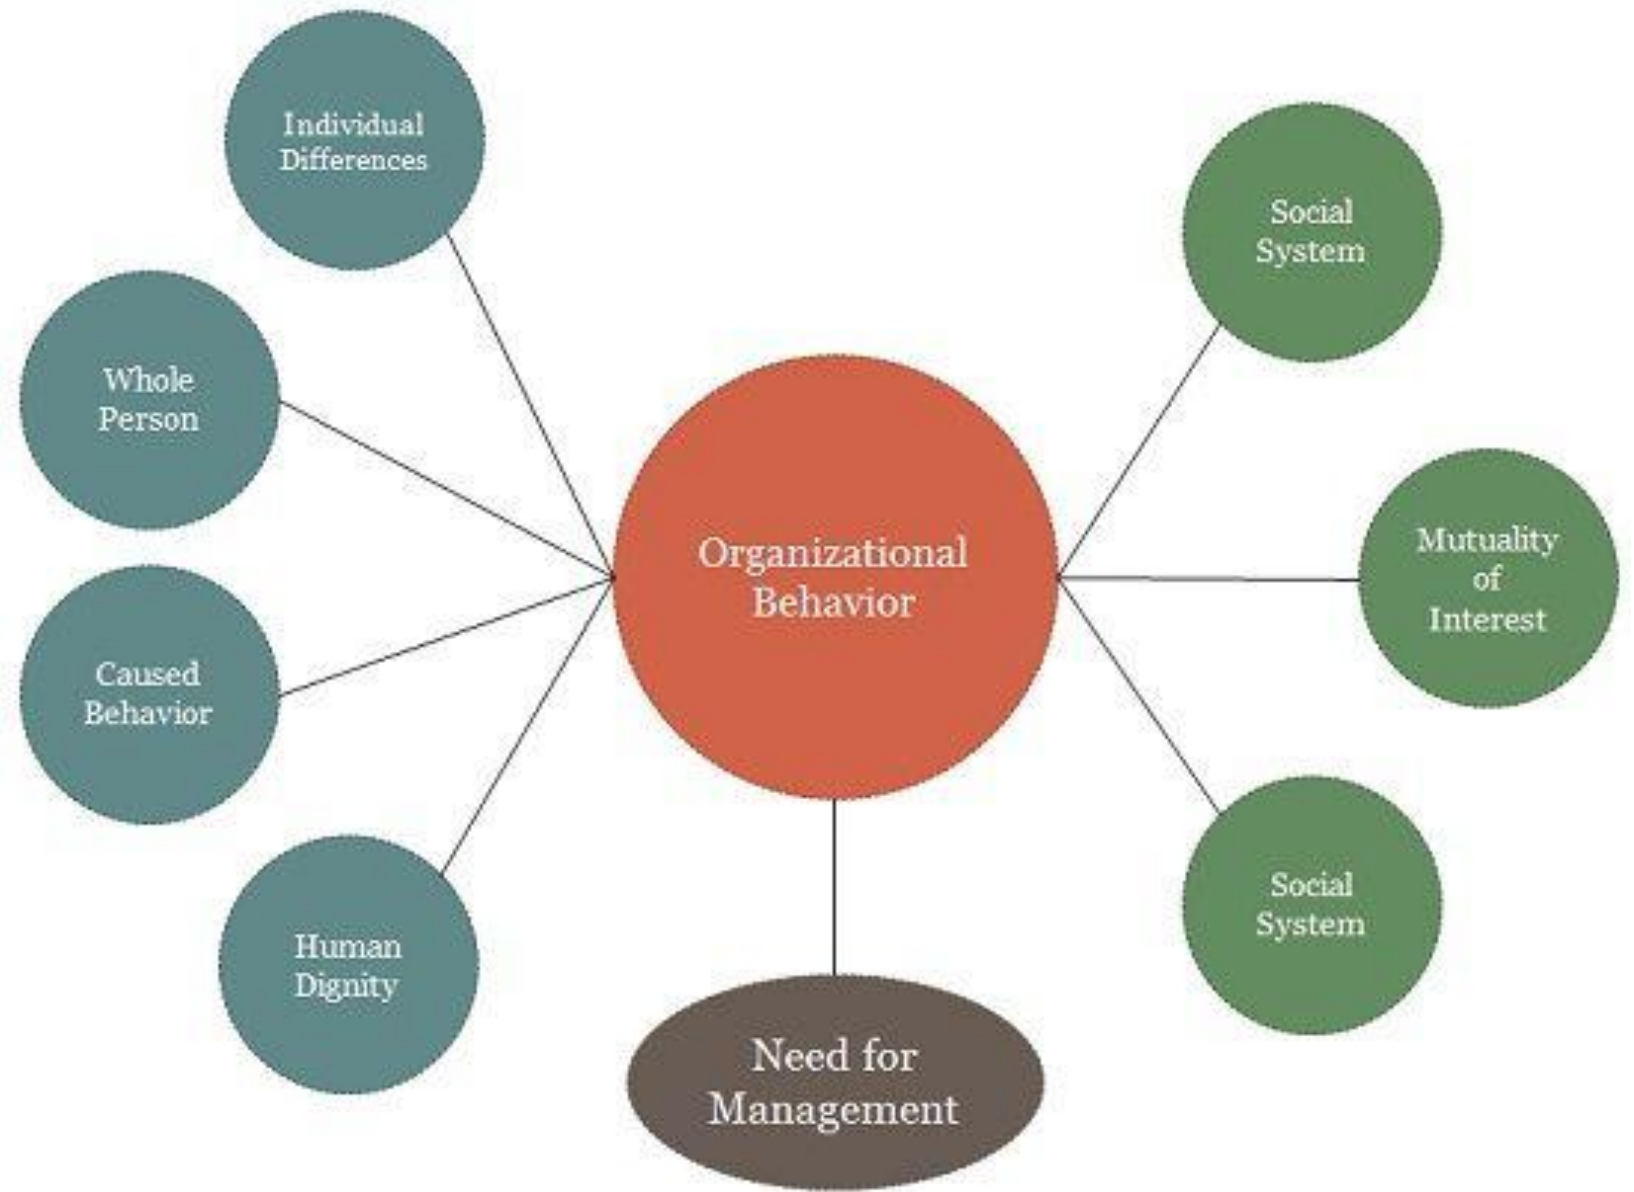 Individual
Differences
Whole
Person
Caused
Behavior
Human
Dignity
Organizational
Behavior
Need for
Management
Social
System
Mutuality
of
Interest
Social
System